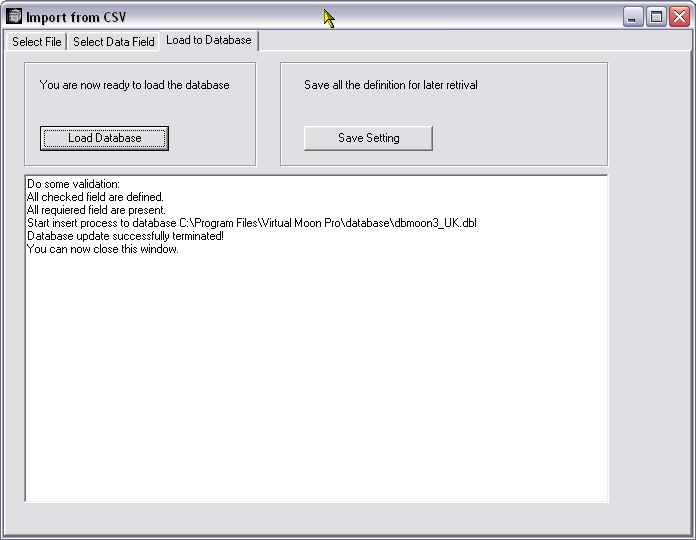 Import from CSV
Select File
Select Data Field
Load to Database
You are now ready to load the database
Save all the definition for later retrival
Load Database
Save Setting
Do some validation:
All checked field are defined.
All requiered field are present.
Start insert process to database C:\Program Files\Virtual Moon Pro\database\dbmoon3_UK.dbl
Database update successfully terminated!
You can now close this window.